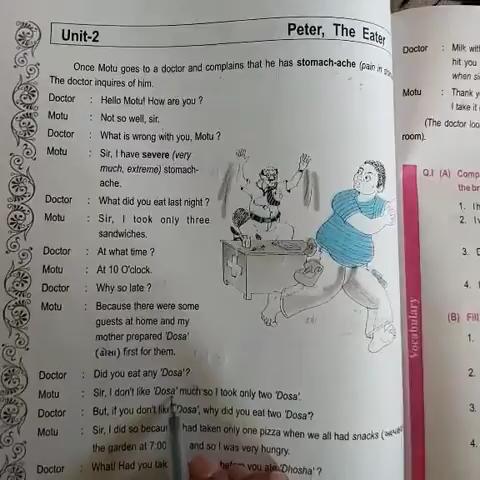 Unit-2
Peter, The Eater
Once Motu goes to a doctor and complains that he has stomach-ache (pain in
The doctor inquires of him.
Doctor : Hello Motu! How are you ?
Motu : Not so well, sir.
Doctor : What is wrong with you, Motu ?
Motu : Sir, I have severe (very
much, extreme) stomach-
ache.
Doctor : What did you eat last night ?
Motu : Sir, I took only three
sandwiches.
Doctor : At what time ?
Motu : At 10 O'clock.
Doctor : Why so late ?
Motu : Because there were some
guests at home and my
mother prepared 'Dosa'
(ઢોસા) first for them.
Doctor : Did you eat any 'Dosa'?
Motu : Sir, I don't like 'Dosa' much so I took only two 'Dosa'.
Doctor : But, if you don't like 'Dosa', why did you eat two 'Dosa'?
Motu : Sir, I did so had taken only one pizza when we all had snacks
the garden at 7:00 and so I was very hungry.
Doctor : What! Had you you ate 'Dhosha' ?
Doctor : Milk
hit you
when
Motu : Thank
I take
(The doctor
room).
Q.I (A)
the
1.
2.
3.
4.
Vocabulary
(B) Fill
1.
2.
3.
4.